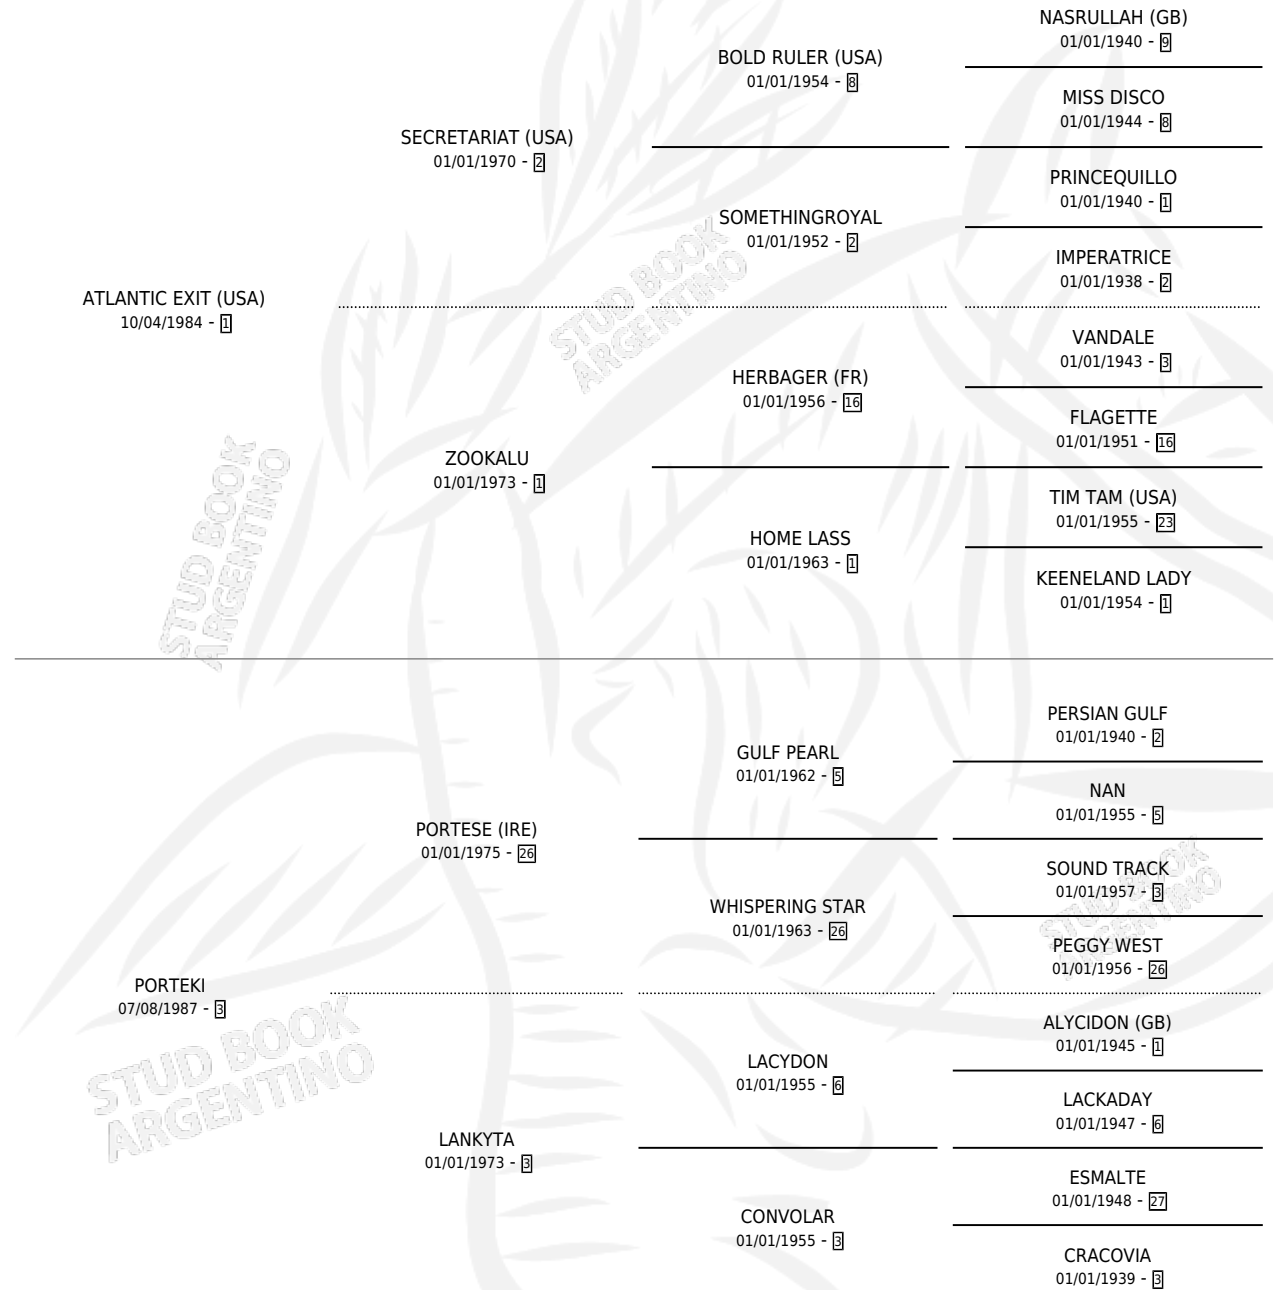 NASRULLAH (GB)
01/01/1940 - 9
BOLD RULER (USA)
01/01/1954 - 8
MISS DISCO
01/01/1944 - 8
SECRETARIAT (USA)
01/01/1970 - 2
PRINCEQUILLO
01/01/1940 - 1
SOMETHINGROYAL
01/01/1952 - 2
IMPERATRICE
01/01/1938 - 2
ATLANTIC EXIT (USA)
10/04/1984 - 1
VANDALE
01/01/1943 - 3
HERBAGER (FR)
01/01/1956 - 16
FLAGETTE
01/01/1951 - 16
ZOOKALU
01/01/1973 - 1
TIM TAM (USA)
01/01/1955 - 23
HOME LASS
01/01/1963 - 1
KEENELAND LADY
01/01/1954 - 1
PERSIAN GULF
01/01/1940 - 2
GULF PEARL
01/01/1962 - 5
NAN
01/01/1955 - 5
PORTESE (IRE)
01/01/1975 - 26
SOUND TRACK
01/01/1957 - 3
WHISPERING STAR
01/01/1963 - 26
PEGGY WEST
01/01/1956 - 26
PORTEKI
07/08/1987 - 3
ALYCIDON (GB)
01/01/1945 - 1
LACYDON
01/01/1955 - 6
LACKADAY
01/01/1947 - 6
LANKYTA
01/01/1973 - 3
ESMALTE
01/01/1948 - 27
CONVOLAR
01/01/1955 - 3
CRACOVIA
01/01/1939 - 3
STUD BOOK
ARGENTINO
STUD BOOK
ARGENTINO
STUD BOOK
ARGENTINO
STUD BOOK
ARGENTINO